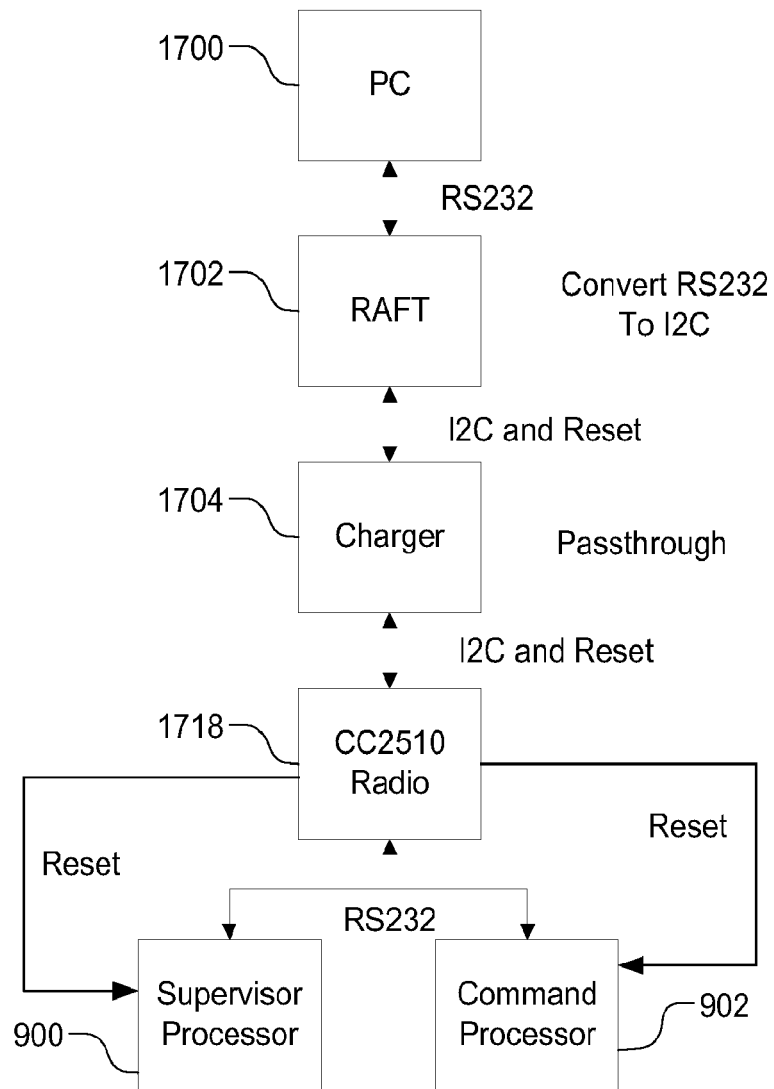 1700
PC
RS232
1702
RAFT
Convert RS232
To I2C
I2C and Reset
1704
Charger
Passthrough
I2C and Reset
1718
CC2510
Radio
Reset
Reset
RS232
Supervisor
Processor
Command
Processor
900
902